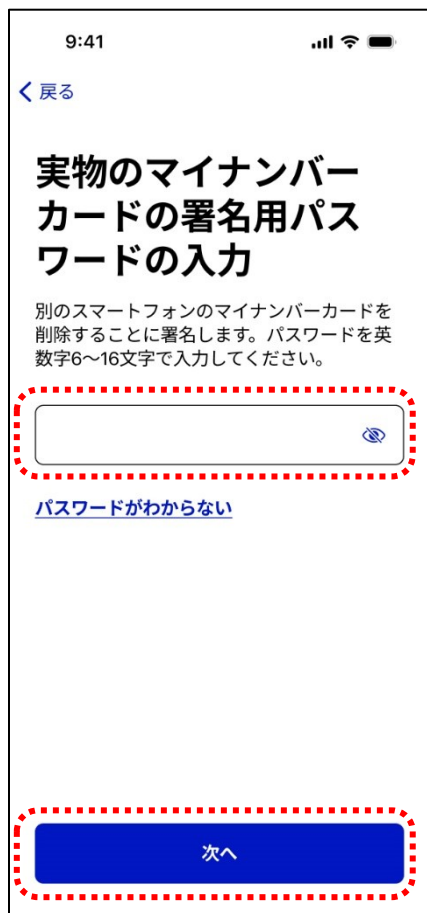 9:41
戻る
実物のマイナンバー
カードの署名用パス
ワードの入力
別のスマートフォンのマイナンバーカードを
削除することに署名します。パスワードを英
数字6～16文字で入力してください。
パスワードがわからない
次へ